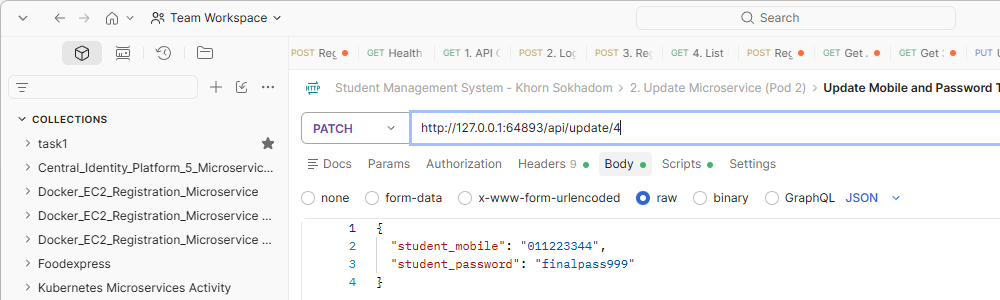 Team Workspace
Search
POST Reg
GET Health
GET 1. API
POST 2. Lo
POST 3. Re
GET 4. List
POST Reg
GET Get
GET Get
PUT
COLLECTIONS
task1
Central_Identity_Platform_5_Microservic...
Docker_EC2_Registration_Microservice
Docker_EC2_Registration_Microservice ...
Docker_EC2_Registration_Microservice ...
Foodexpress
Kubernetes Microservices Activity
HTTP Student Management System - Khorn Sokhadom > 2. Update Microservice (Pod 2) > Update Mobile and Password T
PATCH http://127.0.0.1:64893/api/update/4
Docs Params Authorization Headers 9 Body Scripts Settings
none form-data x-www-form-urlencoded raw binary GraphQL JSON
1 {
2 "student_mobile": "011223344",
3 "student_password": "finalpass999"
4 }